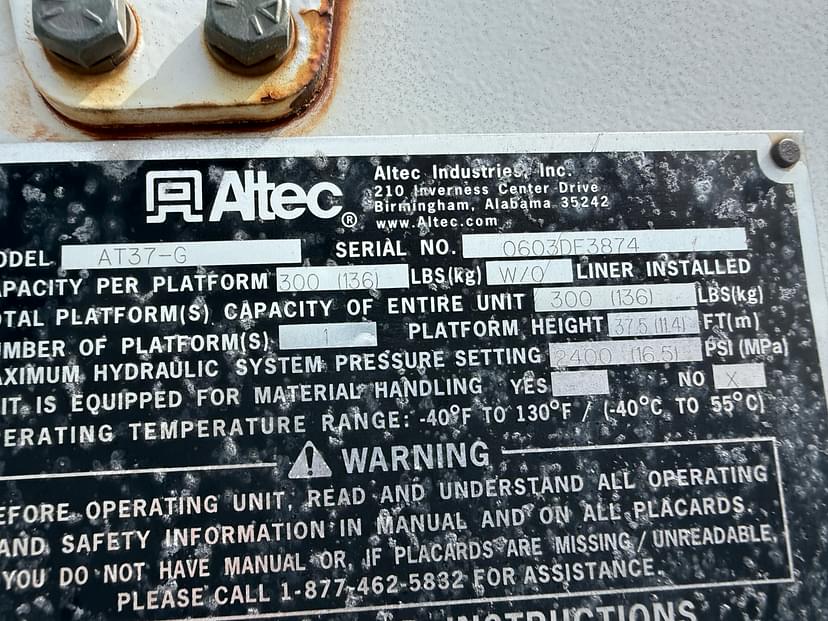 Altec®
Altec Industries, Inc.
210 Inverness Center Drive
Birmingham, Alabama 35242
www.Altec.com
ODEL AT37-G SERIAL NO. 0603DF3874
APACITY PER PLATFORM 300 (136) LBS(kg) W/O LINER INSTALLED
OTAL PLATFORM(S) CAPACITY OF ENTIRE UNIT 300 (136) LBS(kg)
UMBER OF PLATFORM(S) 1 PLATFORM HEIGHT 37.5 (11.4) FT(m)
AXIMUM HYDRAULIC SYSTEM PRESSURE SETTING 2400 (16.5) PSI (MPa)
IT IS EQUIPPED FOR MATERIAL HANDLING YES NO X
PERATING TEMPERATURE RANGE: -40°F TO 130°F / (-40°C TO 55°C)
WARNING
EFORE OPERATING UNIT, READ AND UNDERSTAND ALL OPERATING
AND SAFETY INFORMATION IN MANUAL AND ON ALL PLACARDS.
YOU DO NOT HAVE MANUAL OR, IF PLACARDS ARE MISSING/UNREADABLE,
PLEASE CALL 1-877-462-5832 FOR ASSISTANCE.
INSTRUCTIONS